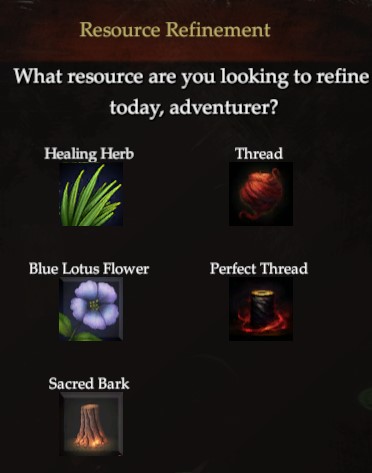 Resource Refinement
What resource are you looking to refine
today, adventurer?
Healing Herb
Thread
Blue Lotus Flower
Perfect Thread
Sacred Bark